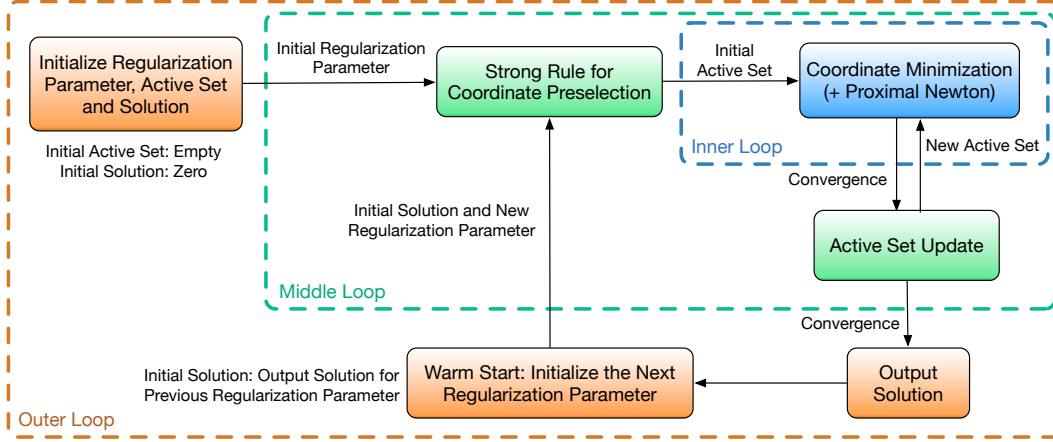 Initialize Regularization
Parameter, Active Set
and Solution
Initial Active Set: Empty
Initial Solution: Zero
Initial Regularization
Parameter
Strong Rule for
Coordinate Preselection
Initial
Active Set
Coordinate Minimization
(+ Proximal Newton)
Inner Loop
New Active Set
Convergence
Initial Solution and New
Regularization Parameter
Active Set Update
Middle Loop
Convergence
Initial Solution: Output Solution for
Previous Regularization Parameter
Warm Start: Initialize the Next
Regularization Parameter
Output
Solution
Outer Loop